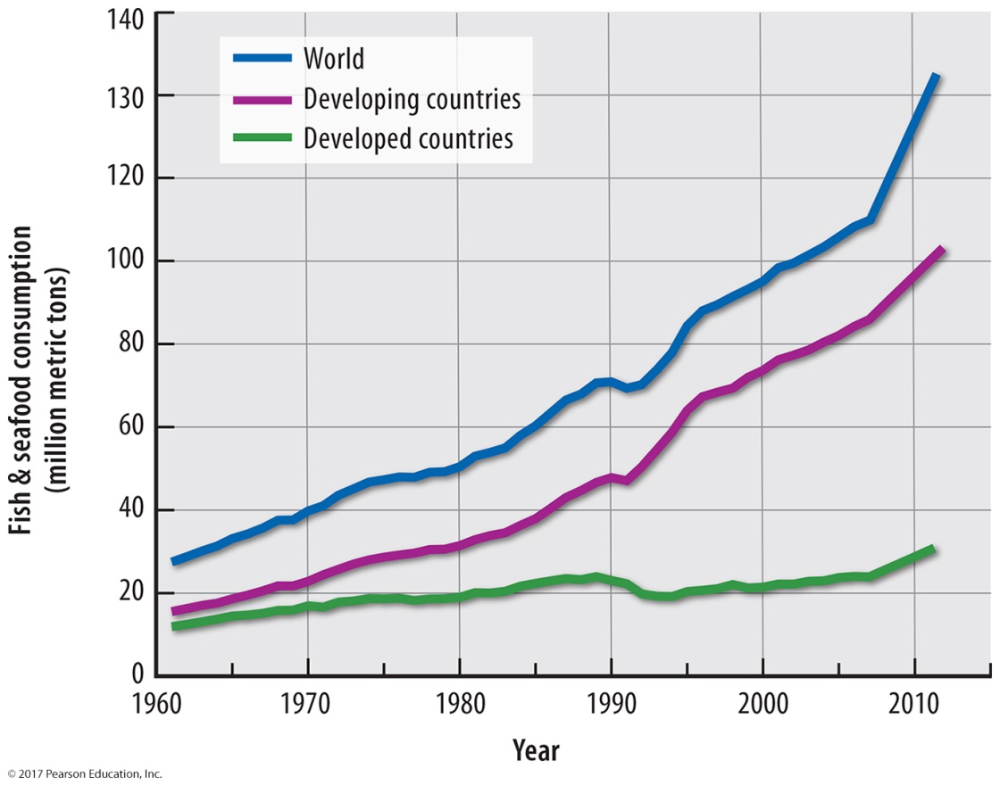 140
130
120
100
80
60
40
20
0
World
Developing countries
Developed countries
Fish & seafood consumption
(million metric tons)
1960
1970
1980
1990
2000
2010
Year
© 2017 Pearson Education, Inc.